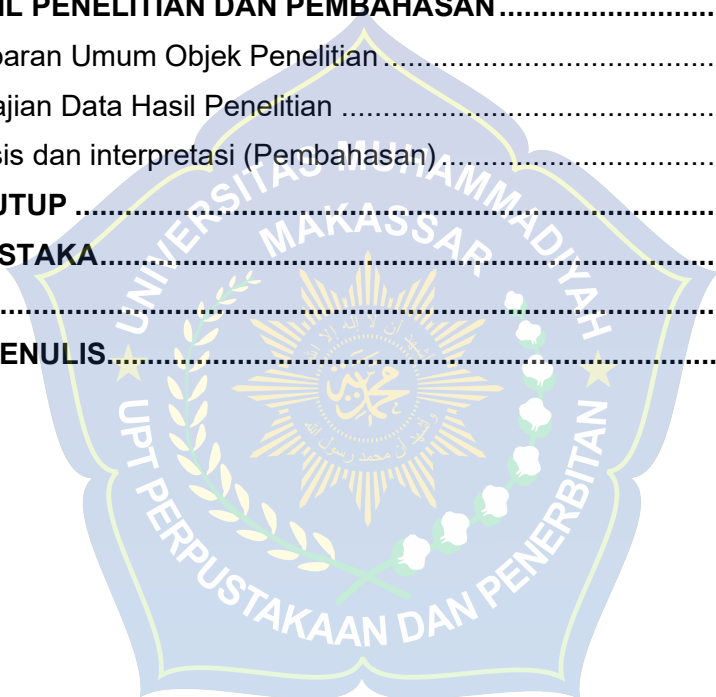 IL PENELITIAN DAN PEMBAHASAN........................
baran Umum Objek Penelitian........................
ajian Data Hasil Penelitian ........................
sis dan interpretasi (Pembahasan)........................
UTUP ........................
STAKA........................
........................
ENULIS........................
UNIVERSITAS MUHAMMADIYAH
MAKASSAR
UPT PERPUSTAKAAN DAN PENERBITAN